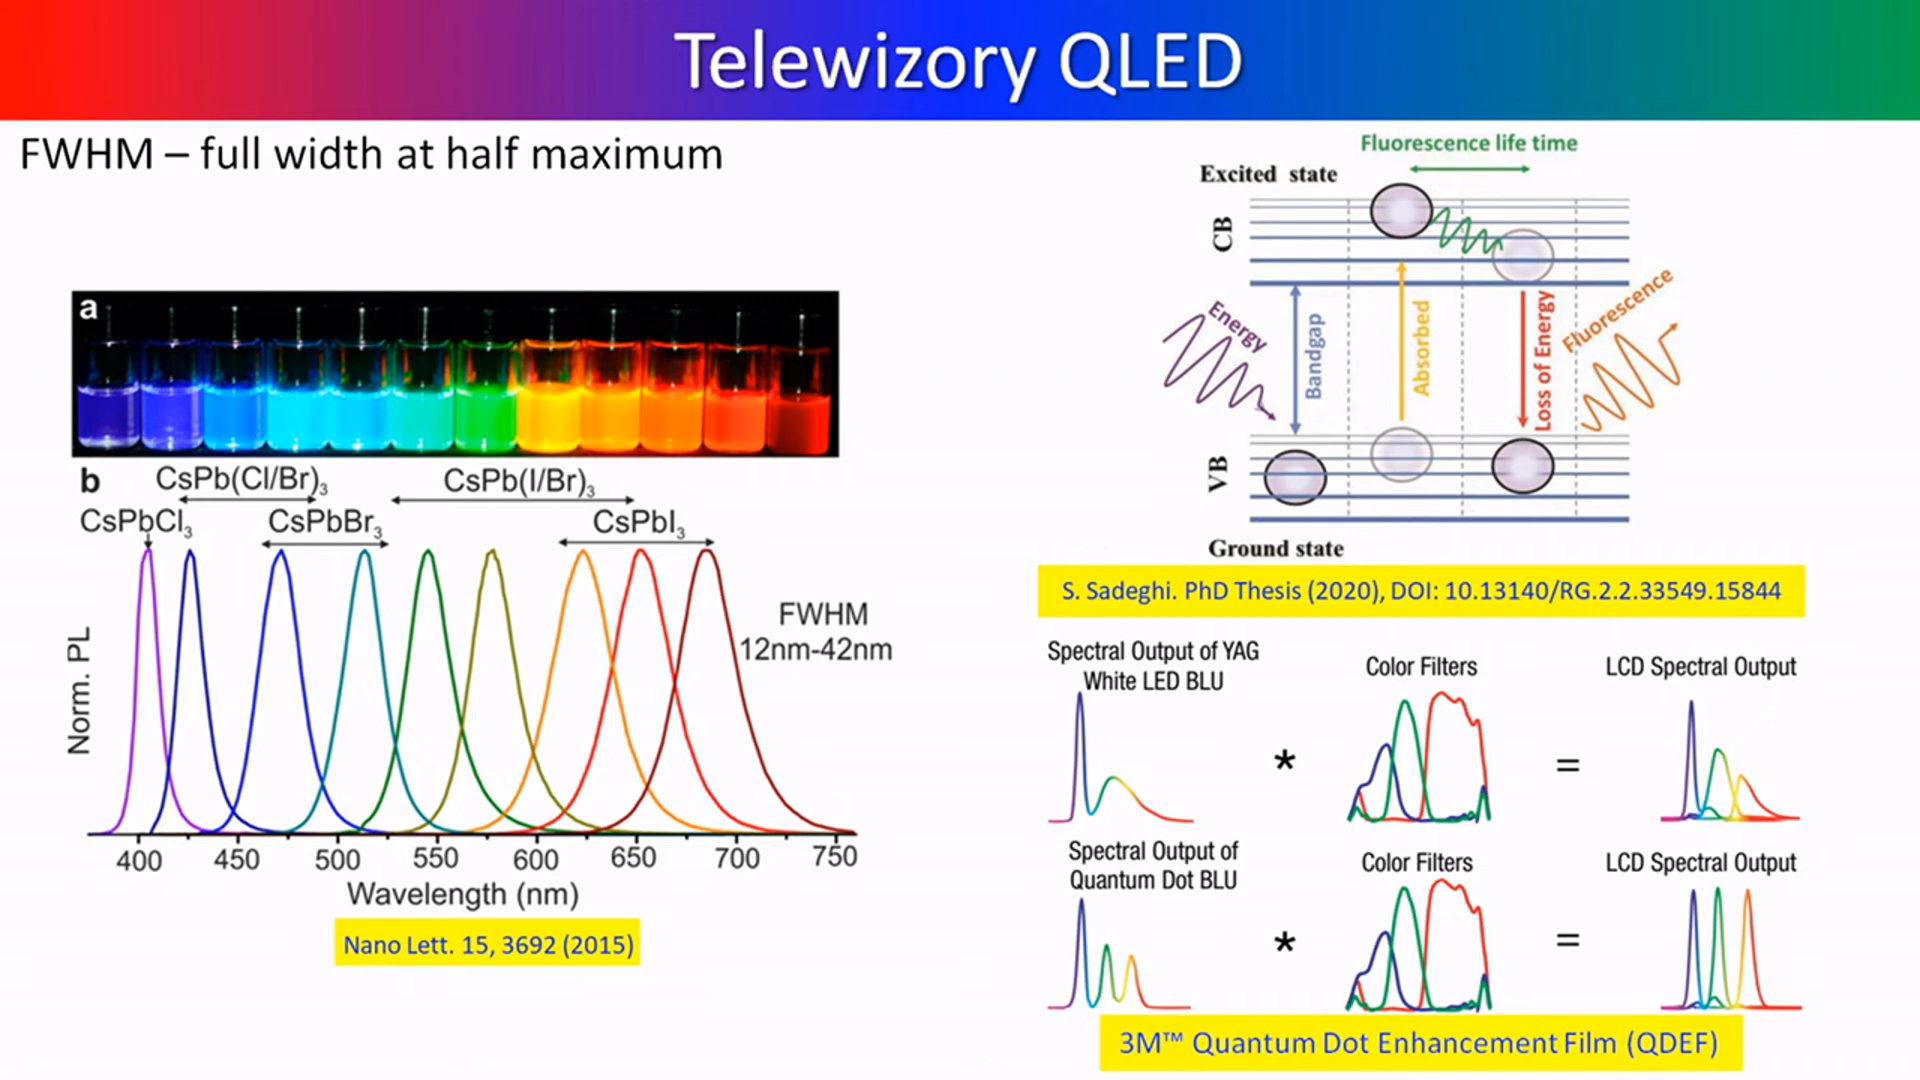 Telewizory QLED
FWHM – full width at half maximum
a
b
CsPb(Cl/Br)₃
CsPb(I/Br)₃
CsPbCl₃
CsPbBr₃
CsPbI₃
FWHM
12nm-42nm
Norm. PL
400 450 500 550 600 650 700 750
Wavelength (nm)
Nano Lett. 15, 3692 (2015)
Fluorescence life time
Excited state
CB
Energy
Bandgap
Absorbed
Loss of Energy
Fluorescence
VB
Ground state
S. Sadeghi. PhD Thesis (2020), DOI: 10.13140/RG.2.2.33549.15844
Spectral Output of YAG
White LED BLU
*
Color Filters
=
LCD Spectral Output
Spectral Output of
Quantum Dot BLU
*
Color Filters
=
LCD Spectral Output
3M™ Quantum Dot Enhancement Film (QDEF)